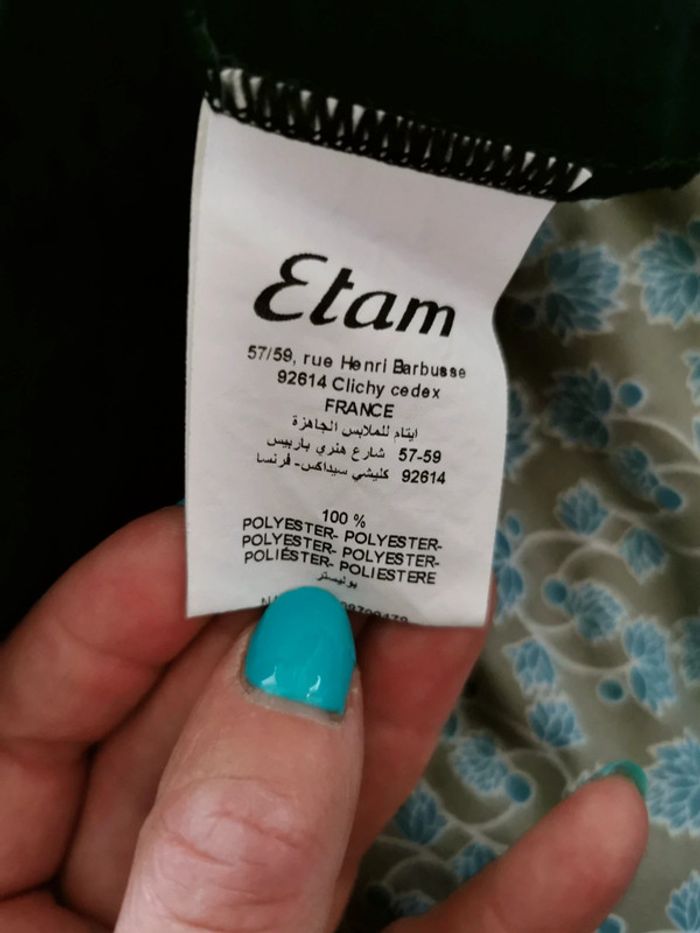 Etam
57/59, rue Henri Barbusse
92614 Clichy cedex
FRANCE
ايتام للملابس الجاهزة
57-59 شارع هنري باربيس
92614 كليشي سيداكس- فرنسا
100 %
POLYESTER- POLYESTER-
POLYESTER- POLYESTER-
POLIÉSTER- POLIESTERE
بوليستر